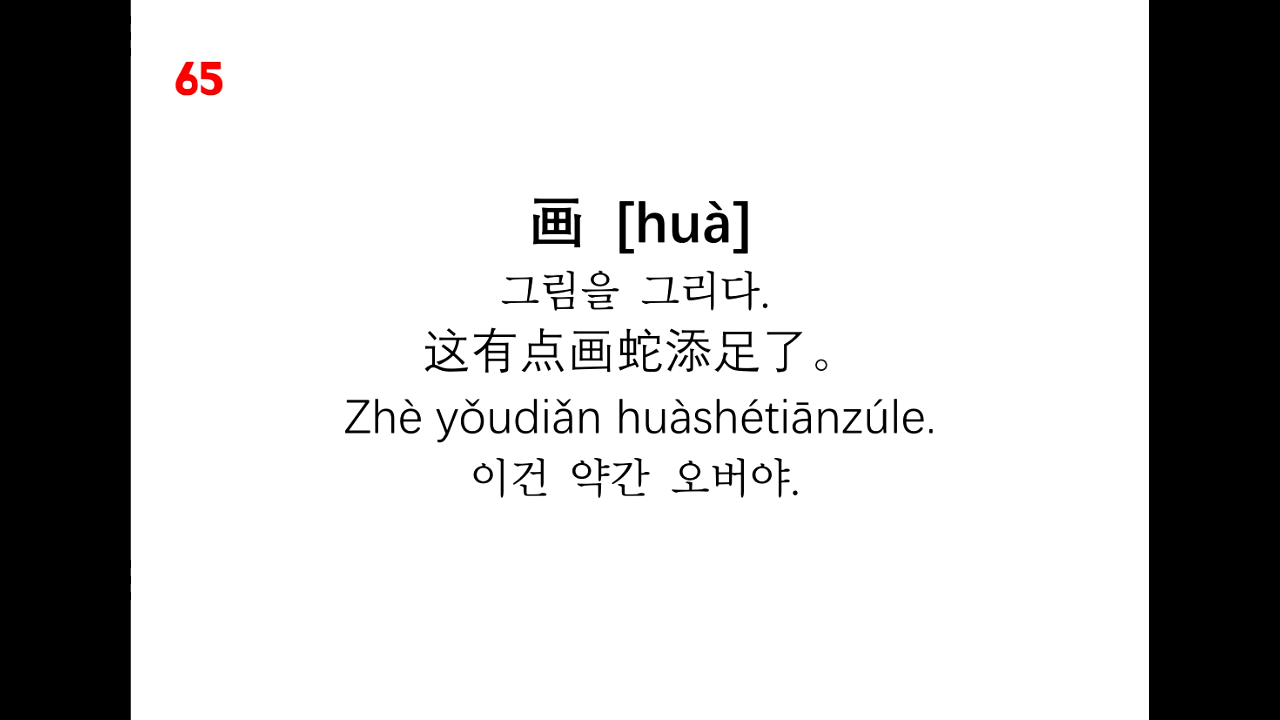 65
画 [huà]
그림을 그리다.
这有点画蛇添足了。
Zhè yǒudiǎn huàshétiānzúle.
이건 약간 오버야.